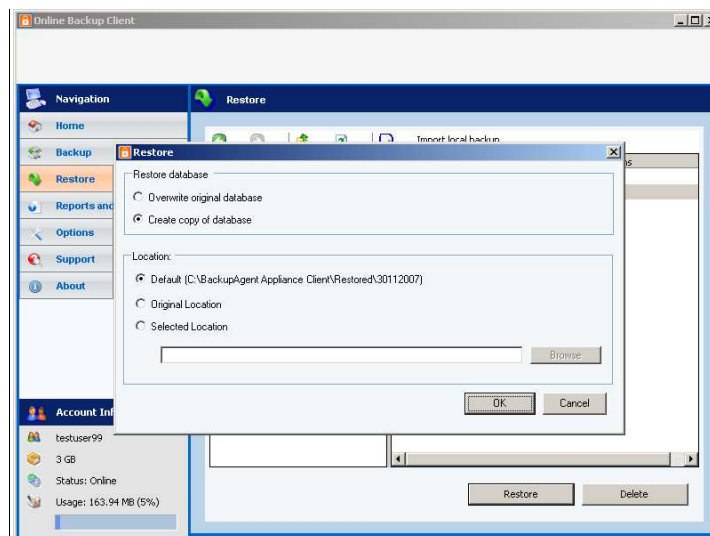 Online Backup Client
Navigation
Restore
Home
Import local backup
Backup
Restore
Restore
Restore database
Reports and
Overwrite original database
Options
Create copy of database
Support
Location:
About
Default (C:\BackupAgent Appliance Client\Restored\30112007)
Original Location
Selected Location
Browse
OK
Cancel
Account Inf
testuser99
3 GB
Status: Online
Usage: 163.94 MB (5%)
Restore
Delete